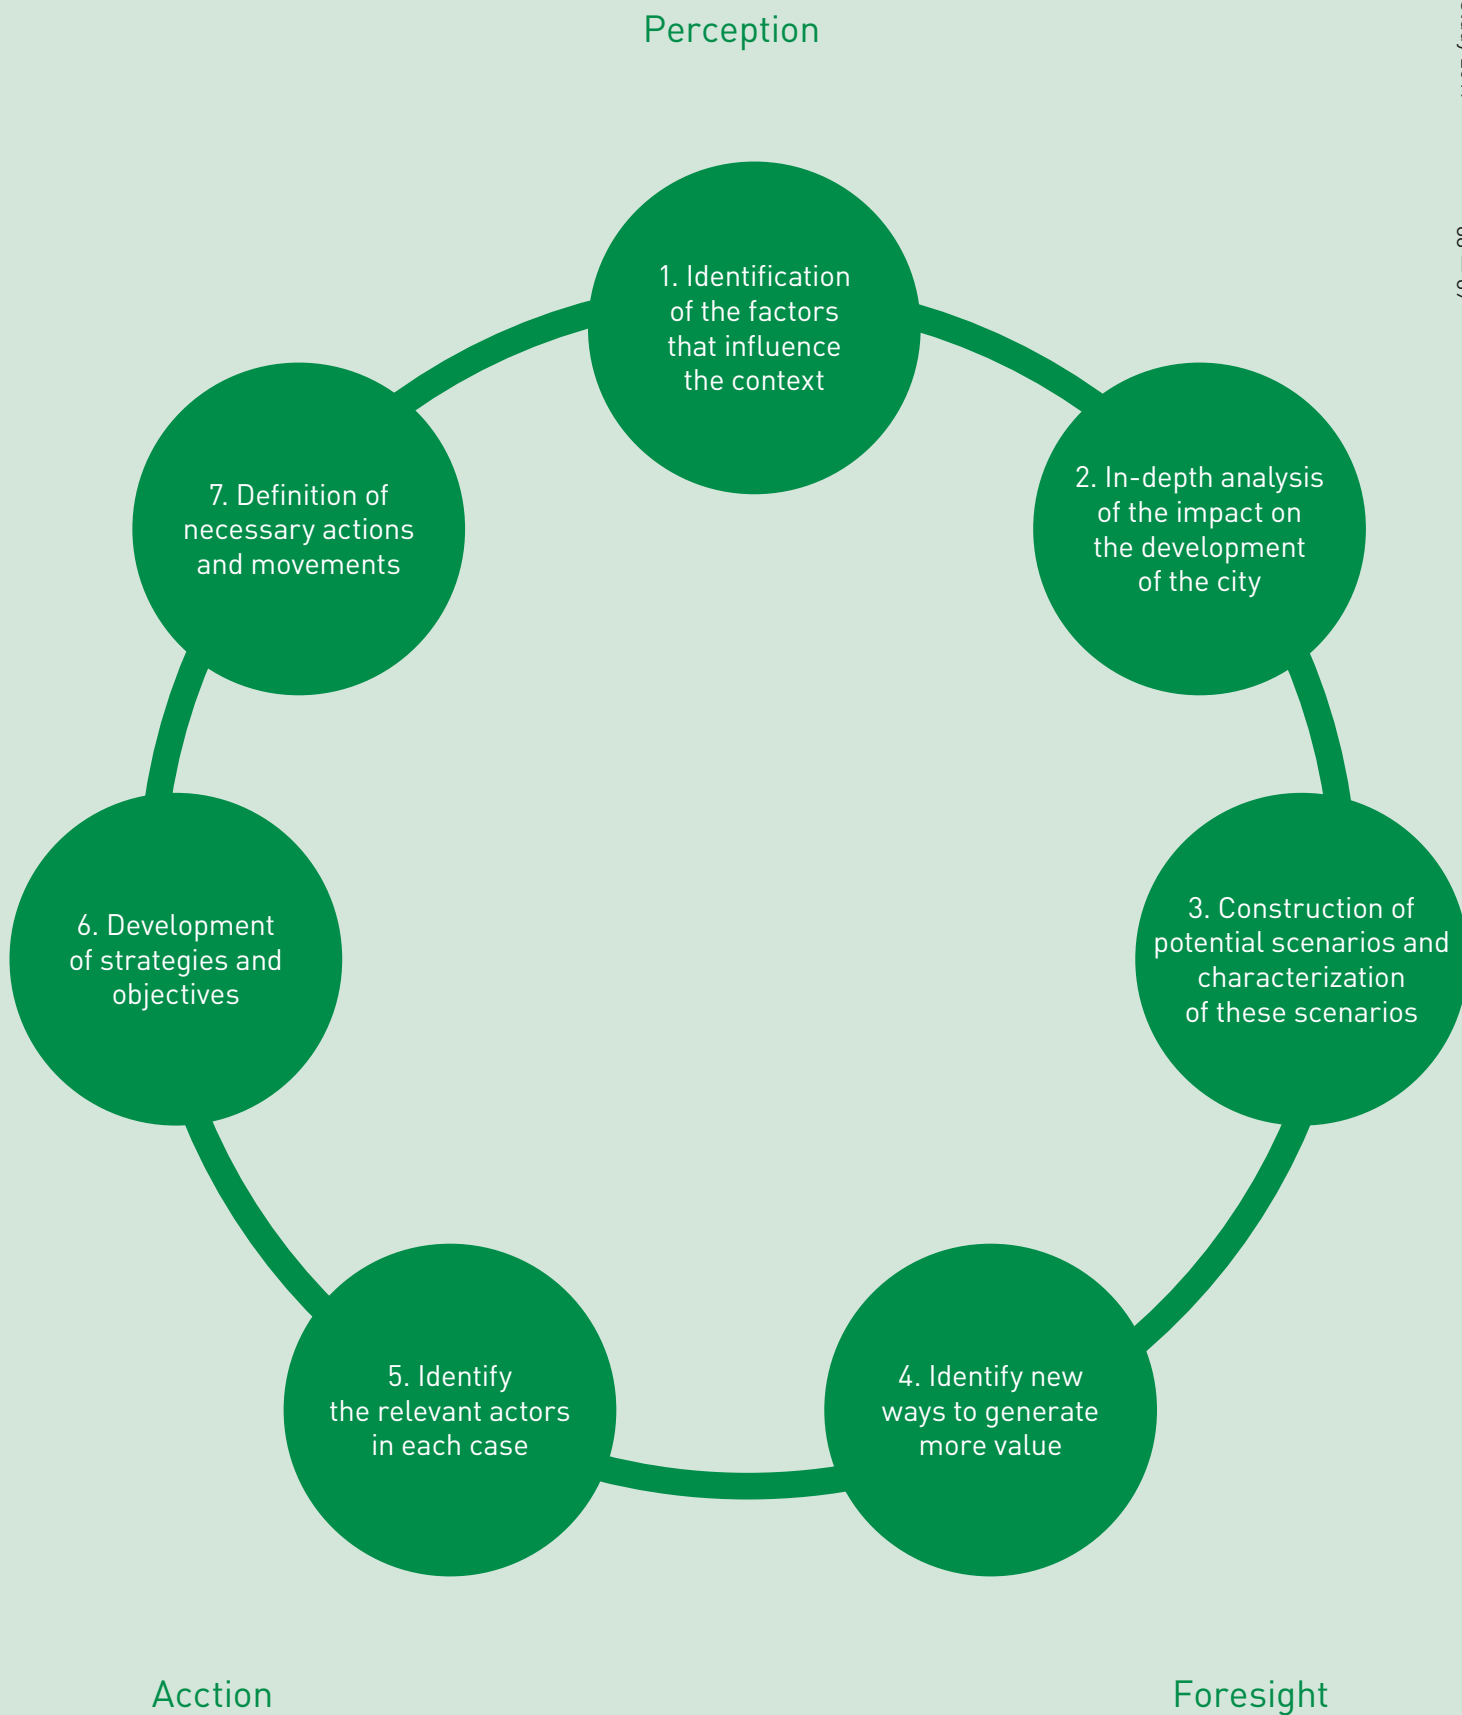 Perception
1. Identification
of the factors
that influence
the context
2. In-depth analysis
of the impact on
the development
of the city
3. Construction of
potential scenarios and
characterization
of these scenarios
4. Identify new
ways to generate
more value
5. Identify
the relevant actors
in each case
6. Development
of strategies and
objectives
7. Definition of
necessary actions
and movements
Acction
Foresight